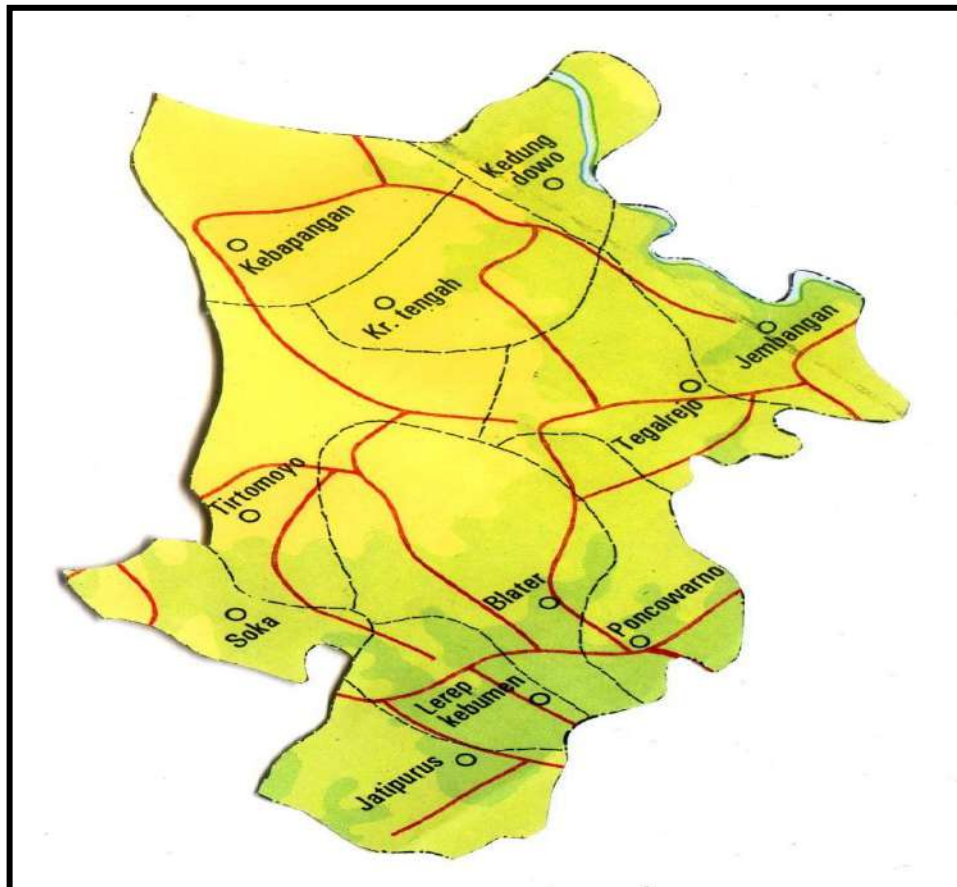 Kedung
dowo
Kebapangan
Kr. tengah
Jembangan
Tegalrejo
Tirtomoyo
Blater
Poncowarno
Soka
Lerep
kebumen
Jatipurus